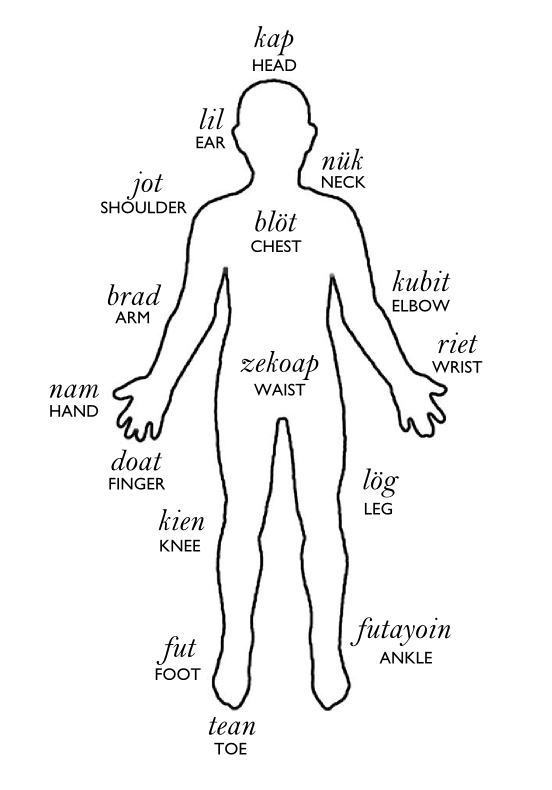 kap
HEAD
lil
EAR
nük
NECK
jot
SHOULDER
blöt
CHEST
brad
ARM
kubit
ELBOW
riet
WRIST
zekoap
WAIST
nam
HAND
doat
FINGER
lög
LEG
kien
KNEE
futayoin
ANKLE
fut
FOOT
tean
TOE